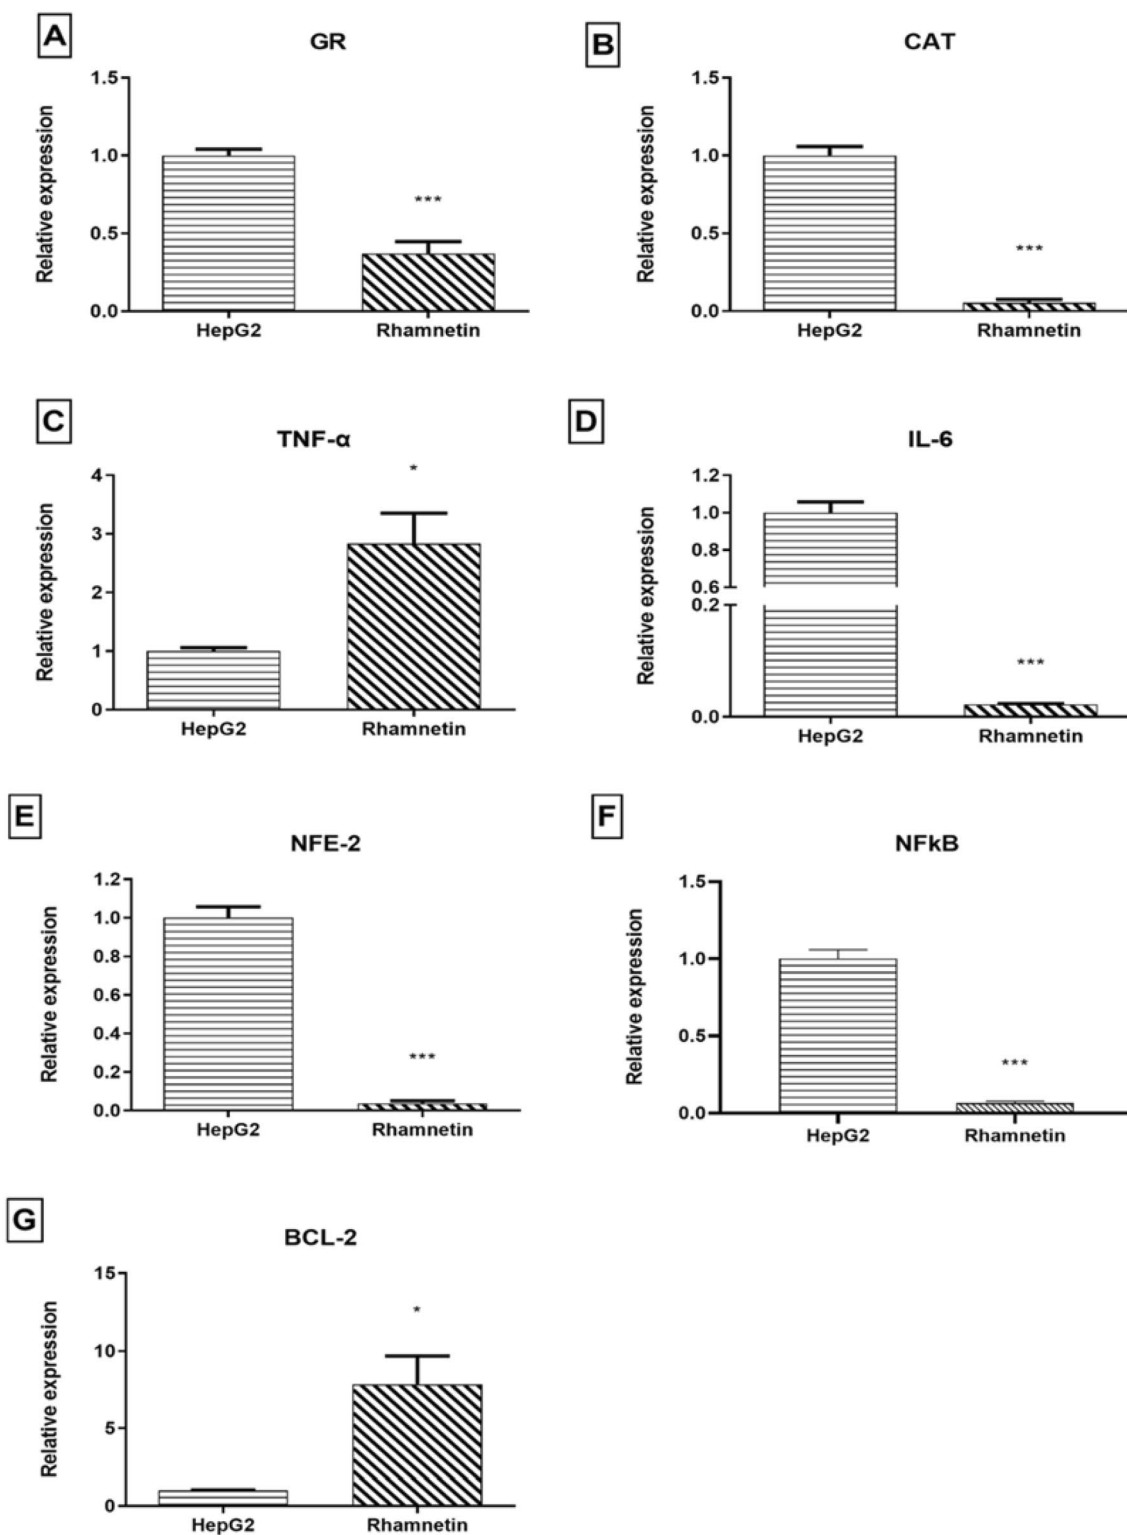 A
GR
Relative expression
1.5
1.0
0.5
0.0
***
HepG2
Rhamnetin
B
CAT
Relative expression
1.5
1.0
0.5
0.0
***
HepG2
Rhamnetin
C
TNF-α
Relative expression
4
3
2
1
0
*
HepG2
Rhamnetin
D
IL-6
Relative expression
1.2
1.0
0.8
0.6
0.2
0.0
***
HepG2
Rhamnetin
E
NFE-2
Relative expression
1.2
1.0
0.8
0.6
0.4
0.2
0.0
***
HepG2
Rhamnetin
F
NFkB
Relative expression
1.5
1.0
0.5
0.0
***
HepG2
Rhamnetin
G
BCL-2
Relative expression
15
10
5
0
*
HepG2
Rhamnetin